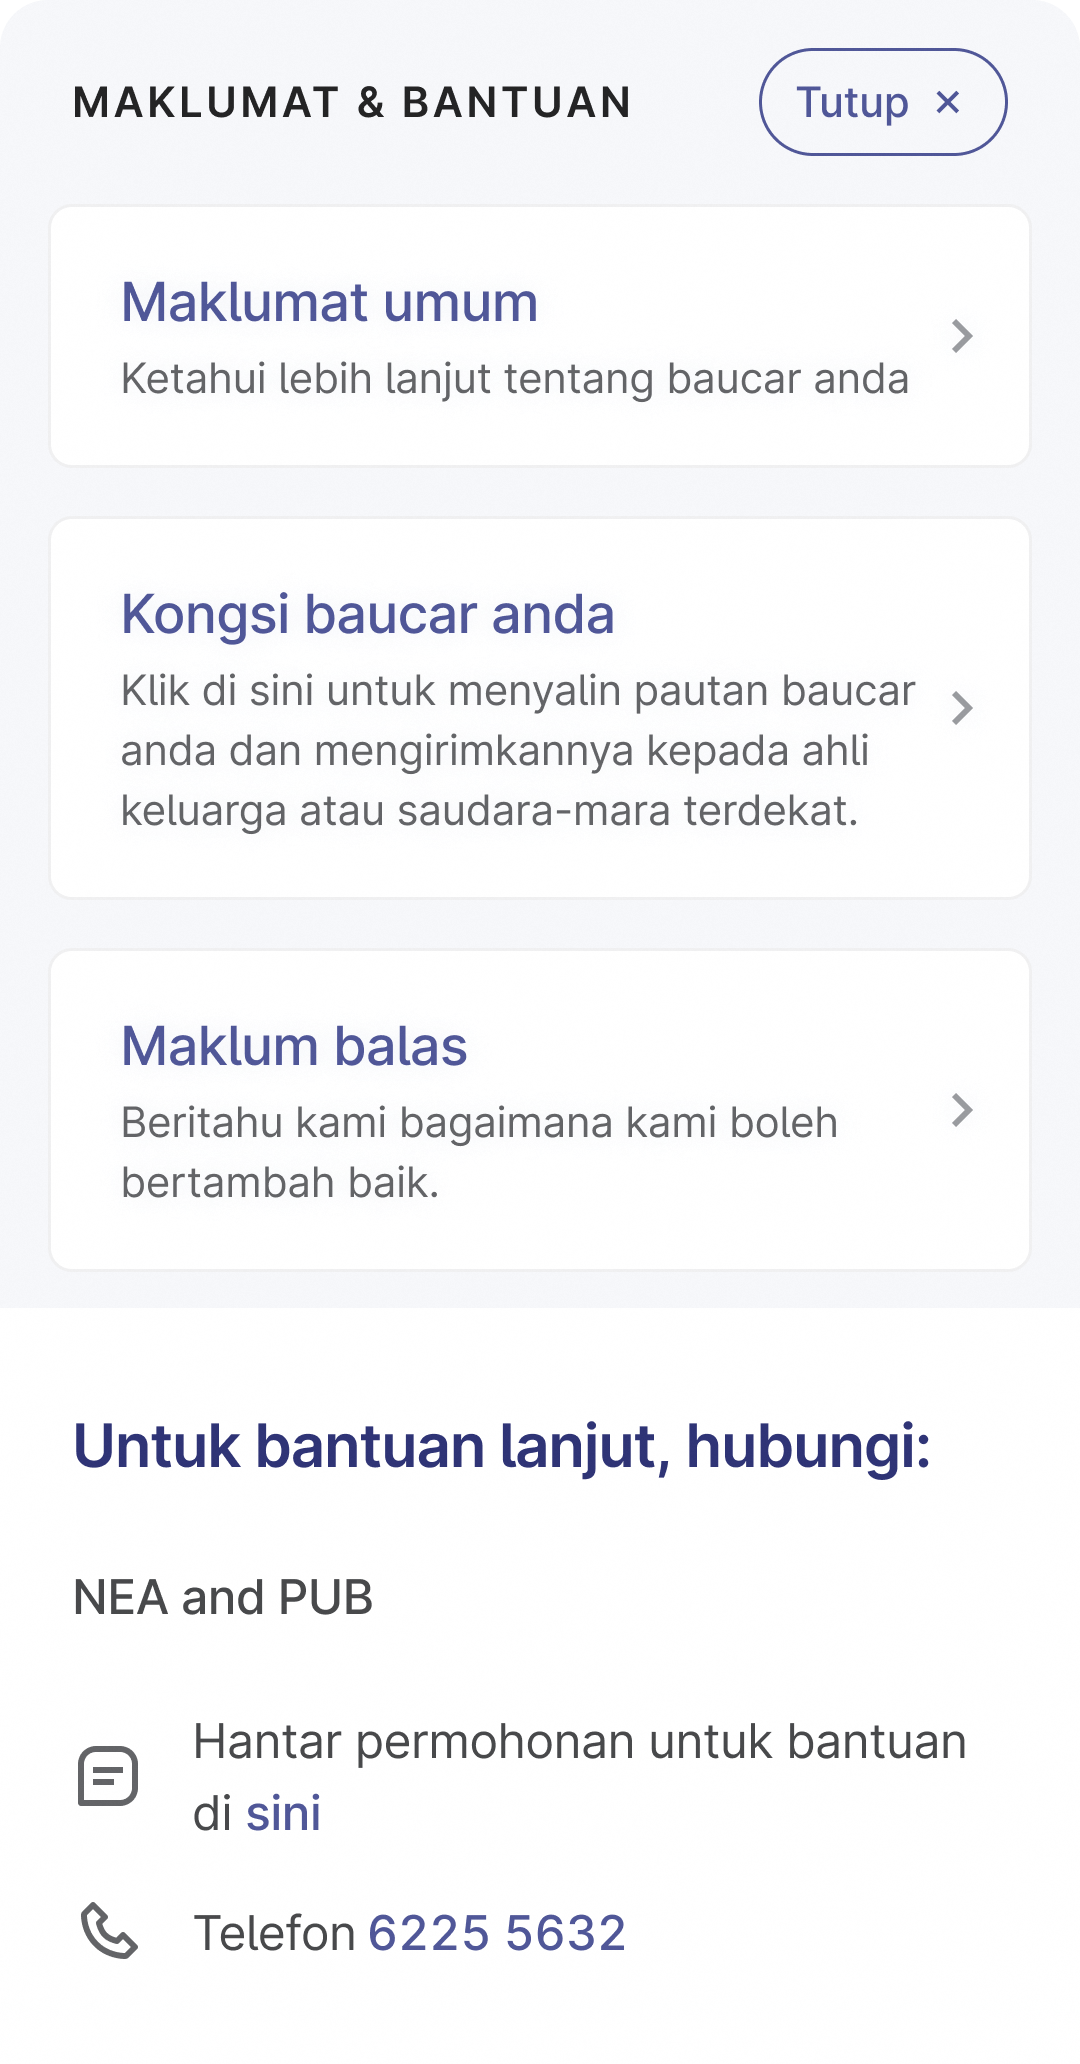 MAKLUMAT & BANTUAN
Tutup ×
Maklumat umum
Ketahui lebih lanjut tentang baucar anda
Kongsi baucar anda
Klik di sini untuk menyalin pautan baucar
anda dan mengirimkannya kepada ahli
keluarga atau saudara-mara terdekat.
Maklum balas
Beritahu kami bagaimana kami boleh
bertambah baik.
Untuk bantuan lanjut, hubungi:
NEA and PUB
Hantar permohonan untuk bantuan
di sini
Telefon 6225 5632